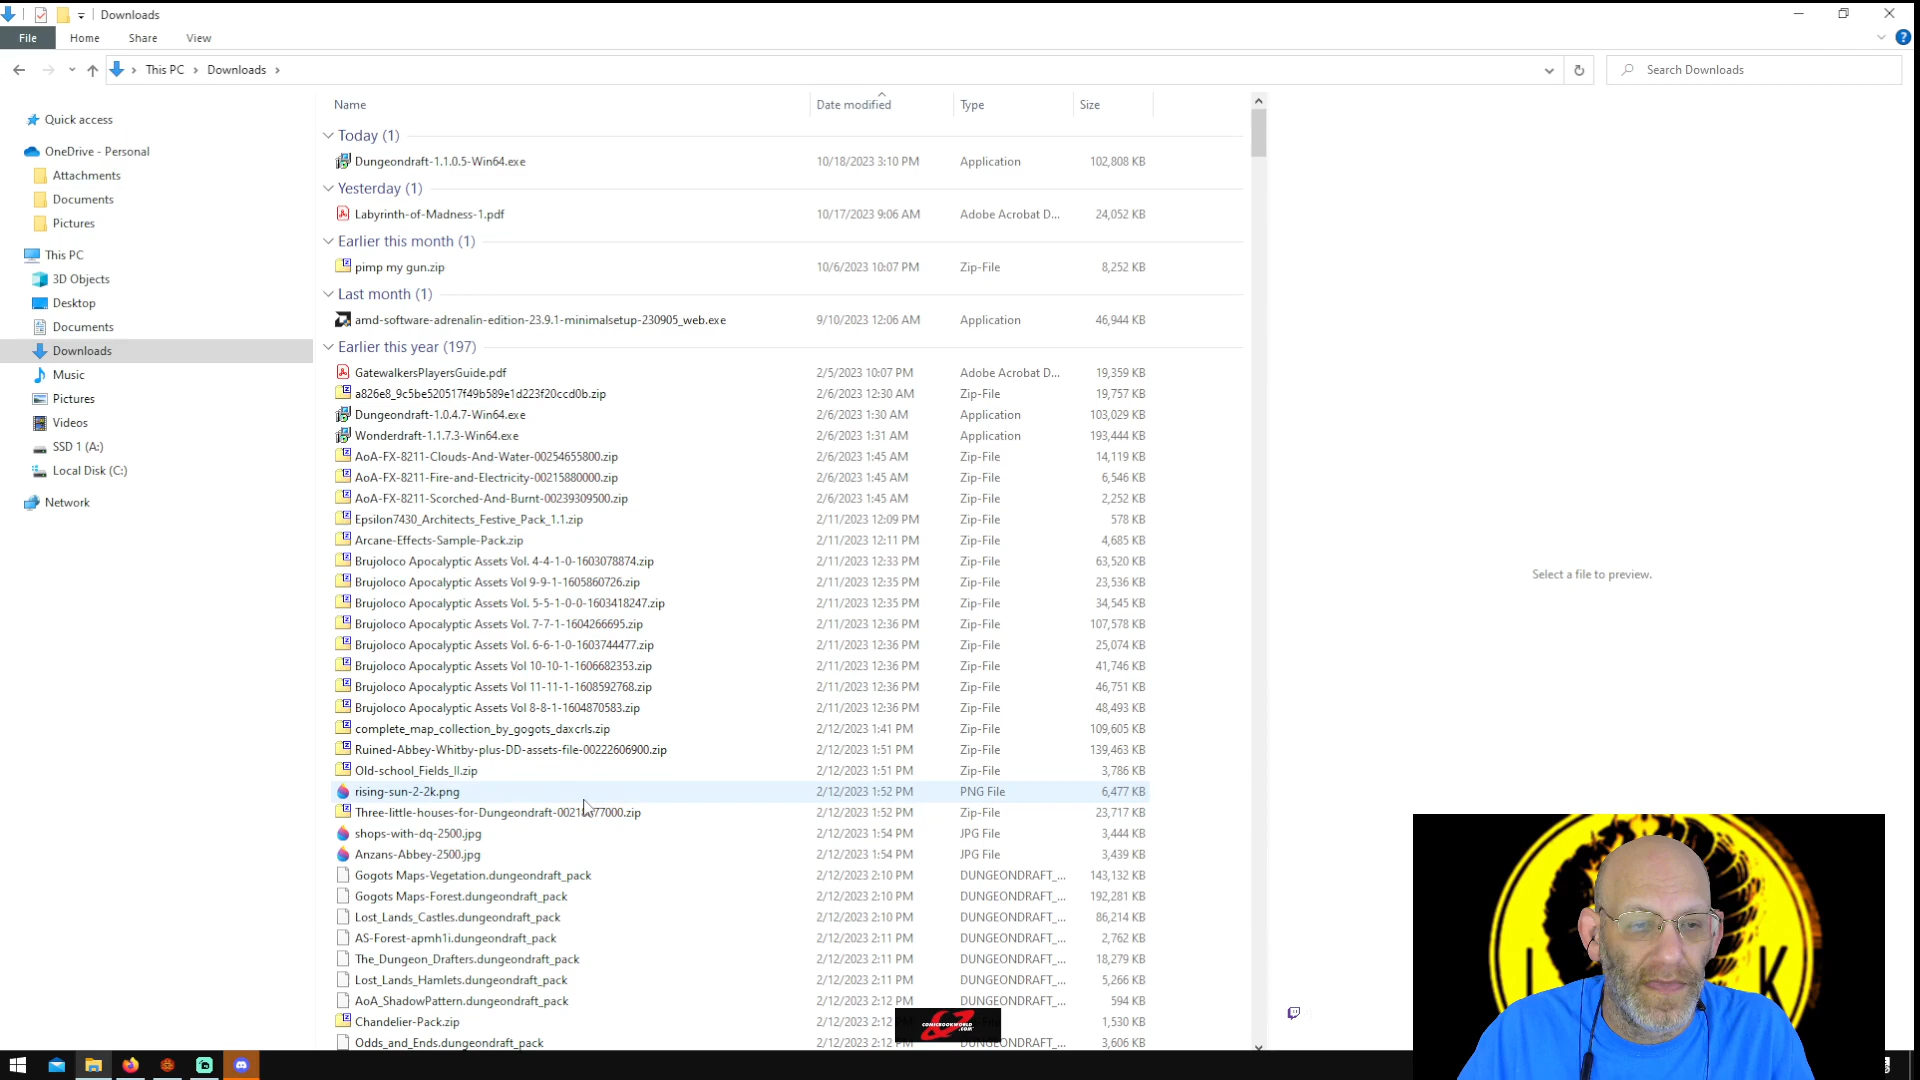 Downloads
File Home Share View
This PC Downloads Search Downloads
Name Date modified Type Size
Quick access
OneDrive - Personal
Attachments
Documents
Pictures
This PC
3D Objects
Desktop
Documents
Downloads
Music
Pictures
Videos
SSD 1 (A:)
Local Disk (C:)
Network
Today (1)
Dungeondraft-1.1.0.5-Win64.exe 10/18/2023 3:10 PM Application 102,808 KB
Yesterday (1)
Labyrinth-of-Madness-1.pdf 10/17/2023 9:06 AM Adobe Acrobat D... 24,052 KB
Earlier this month (1)
pimp my gun.zip 10/6/2023 10:07 PM Zip-File 8,252 KB
Last month (1)
amd-software-adrenalin-edition-23.9.1-minimalsetup-230905_web.exe 9/10/2023 12:06 AM Application 46,944 KB
Earlier this year (197)
GatewalkersPlayersGuide.pdf 2/5/2023 10:07 PM Adobe Acrobat D... 19,359 KB
a826e8_9c5be520517f49b589e1d223f20ccd0b.zip 2/6/2023 12:30 AM Zip-File 19,757 KB
Dungeondraft-1.0.4.7-Win64.exe 2/6/2023 1:30 AM Application 103,029 KB
Wonderdraft-1.1.7.3-Win64.exe 2/6/2023 1:31 AM Application 193,444 KB
AoA-FX-8211-Clouds-And-Water-00254655800.zip 2/6/2023 1:45 AM Zip-File 14,119 KB
AoA-FX-8211-Fire-and-Electricity-00215880000.zip 2/6/2023 1:45 AM Zip-File 6,546 KB
AoA-FX-8211-Scorched-And-Burnt-00239309500.zip 2/6/2023 1:45 AM Zip-File 2,252 KB
Epsilon7430_Architects_Festive_Pack_1.1.zip 2/11/2023 12:09 PM Zip-File 578 KB
Arcane-Effects-Sample-Pack.zip 2/11/2023 12:11 PM Zip-File 4,685 KB
Brujoloco Apocalyptic Assets Vol. 4-4-1-0-1603078874.zip 2/11/2023 12:33 PM Zip-File 63,520 KB
Brujoloco Apocalyptic Assets Vol 9-9-1-1605860726.zip 2/11/2023 12:35 PM Zip-File 23,536 KB
Brujoloco Apocalyptic Assets Vol. 5-5-1-0-0-1603418247.zip 2/11/2023 12:35 PM Zip-File 34,545 KB
Brujoloco Apocalyptic Assets Vol. 7-7-1-1604266695.zip 2/11/2023 12:36 PM Zip-File 107,578 KB
Brujoloco Apocalyptic Assets Vol. 6-6-1-0-1603744477.zip 2/11/2023 12:36 PM Zip-File 25,074 KB
Brujoloco Apocalyptic Assets Vol 10-10-1-1606682353.zip 2/11/2023 12:36 PM Zip-File 41,746 KB
Brujoloco Apocalyptic Assets Vol 11-11-1-1608592768.zip 2/11/2023 12:36 PM Zip-File 46,751 KB
Brujoloco Apocalyptic Assets Vol 8-8-1-1604870583.zip 2/11/2023 12:36 PM Zip-File 48,493 KB
complete_map_collection_by_gogots_daxcrls.zip 2/12/2023 1:41 PM Zip-File 109,605 KB
Ruined-Abbey-Whitby-plus-DD-assets-file-00222606900.zip 2/12/2023 1:51 PM Zip-File 139,463 KB
Old-school_Fields_II.zip 2/12/2023 1:51 PM Zip-File 3,786 KB
rising-sun-2-2k.png 2/12/2023 1:52 PM PNG File 6,477 KB
Three-little-houses-for-Dungeondraft-0021 77000.zip 2/12/2023 1:52 PM Zip-File 23,717 KB
shops-with-dq-2500.jpg 2/12/2023 1:54 PM JPG File 3,444 KB
Anzans-Abbey-2500.jpg 2/12/2023 1:54 PM JPG File 3,439 KB
Gogots Maps-Vegetation.dungeondraft_pack 2/12/2023 2:10 PM DUNGEONDRAFT_... 143,132 KB
Gogots Maps-Forest.dungeondraft_pack 2/12/2023 2:10 PM DUNGEONDRAFT_... 192,281 KB
Lost_Lands_Castles.dungeondraft_pack 2/12/2023 2:10 PM DUNGEONDRAFT_... 86,214 KB
AS-Forest-apmh1i.dungeondraft_pack 2/12/2023 2:11 PM DUNGEONDRAFT_... 2,762 KB
The_Dungeon_Drafters.dungeondraft_pack 2/12/2023 2:11 PM DUNGEONDRAFT_... 18,279 KB
Lost_Lands_Hamlets.dungeondraft_pack 2/12/2023 2:11 PM DUNGEONDRAFT_... 5,266 KB
AoA_ShadowPattern.dungeondraft_pack 2/12/2023 2:12 PM DUNGEONDRAFT_... 594 KB
Chandelier-Pack.zip 2/12/2023 2:12 1,530 KB
Odds_and_Ends.dungeondraft_pack 2/12/2023 2:12 DUNGEONDRAFT_... 3,606 KB
Select a file to preview.
COMICBOOKWORLD
.COM
L K